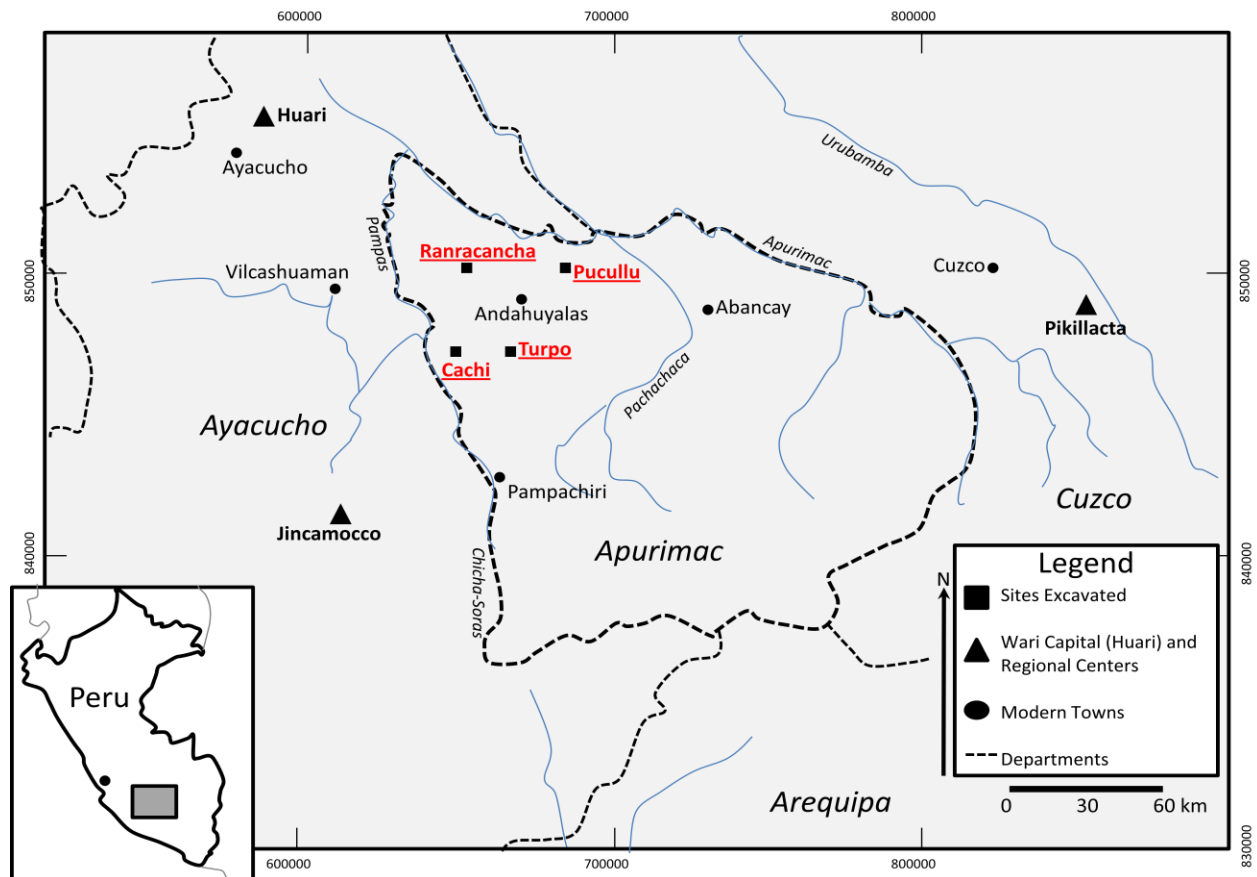 600000
700000
800000
Huari
Ayacucho
Urubamba
Pampas
Ranracancha
Pucullu
Apurimac
Cuzco
850000
850000
Vilcashuaman
Andahuyalas
Abancay
Pikillacta
Turpo
Cachi
Pachachaca
Ayacucho
Pampachiri
Cuzco
Jincamocco
Apurimac
840000
840000
Chicha-Soras
Legend
N
Sites Excavated
Wari Capital (Huari) and
Regional Centers
Modern Towns
Departments
Peru
0 30 60 km
Arequipa
830000
600000
700000
800000